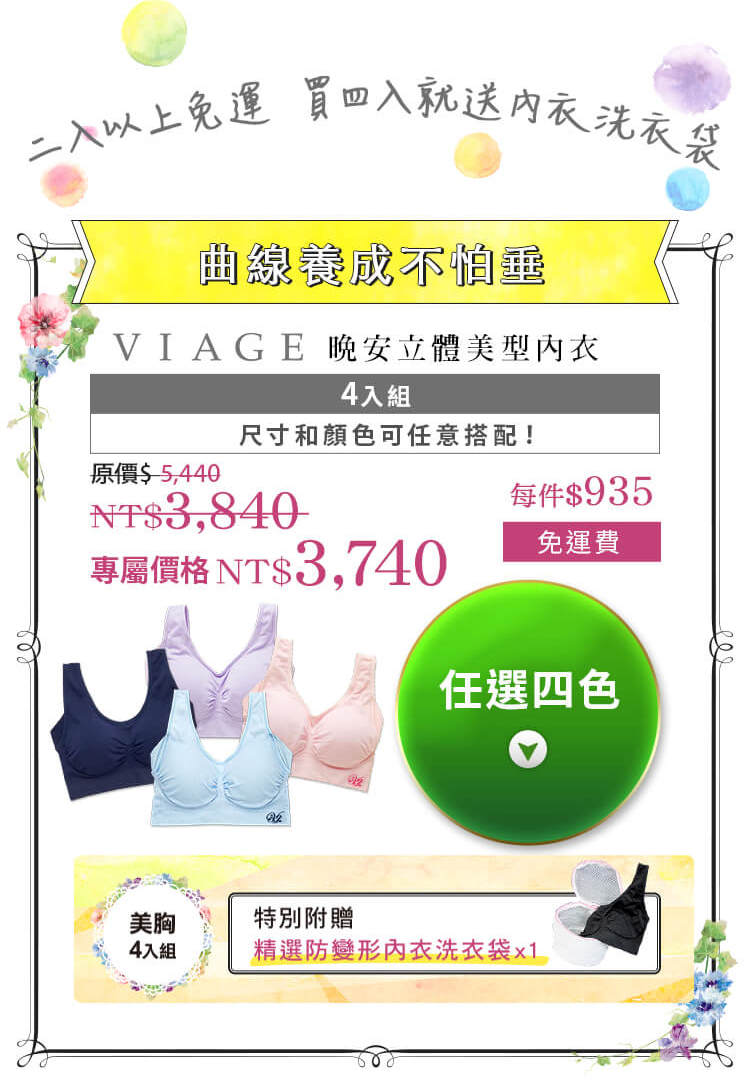 二入以上免運 買四入就送內衣洗衣袋
曲線養成不怕垂
VIAGE 晚安立體美型內衣
4入組
尺寸和顏色可任意搭配！
原價$ 5,440
NT$3,840
專屬價格 NT$3,740
每件$935
免運費
任選四色
美胸
4入組
特別附贈
精選防變形內衣洗衣袋x1